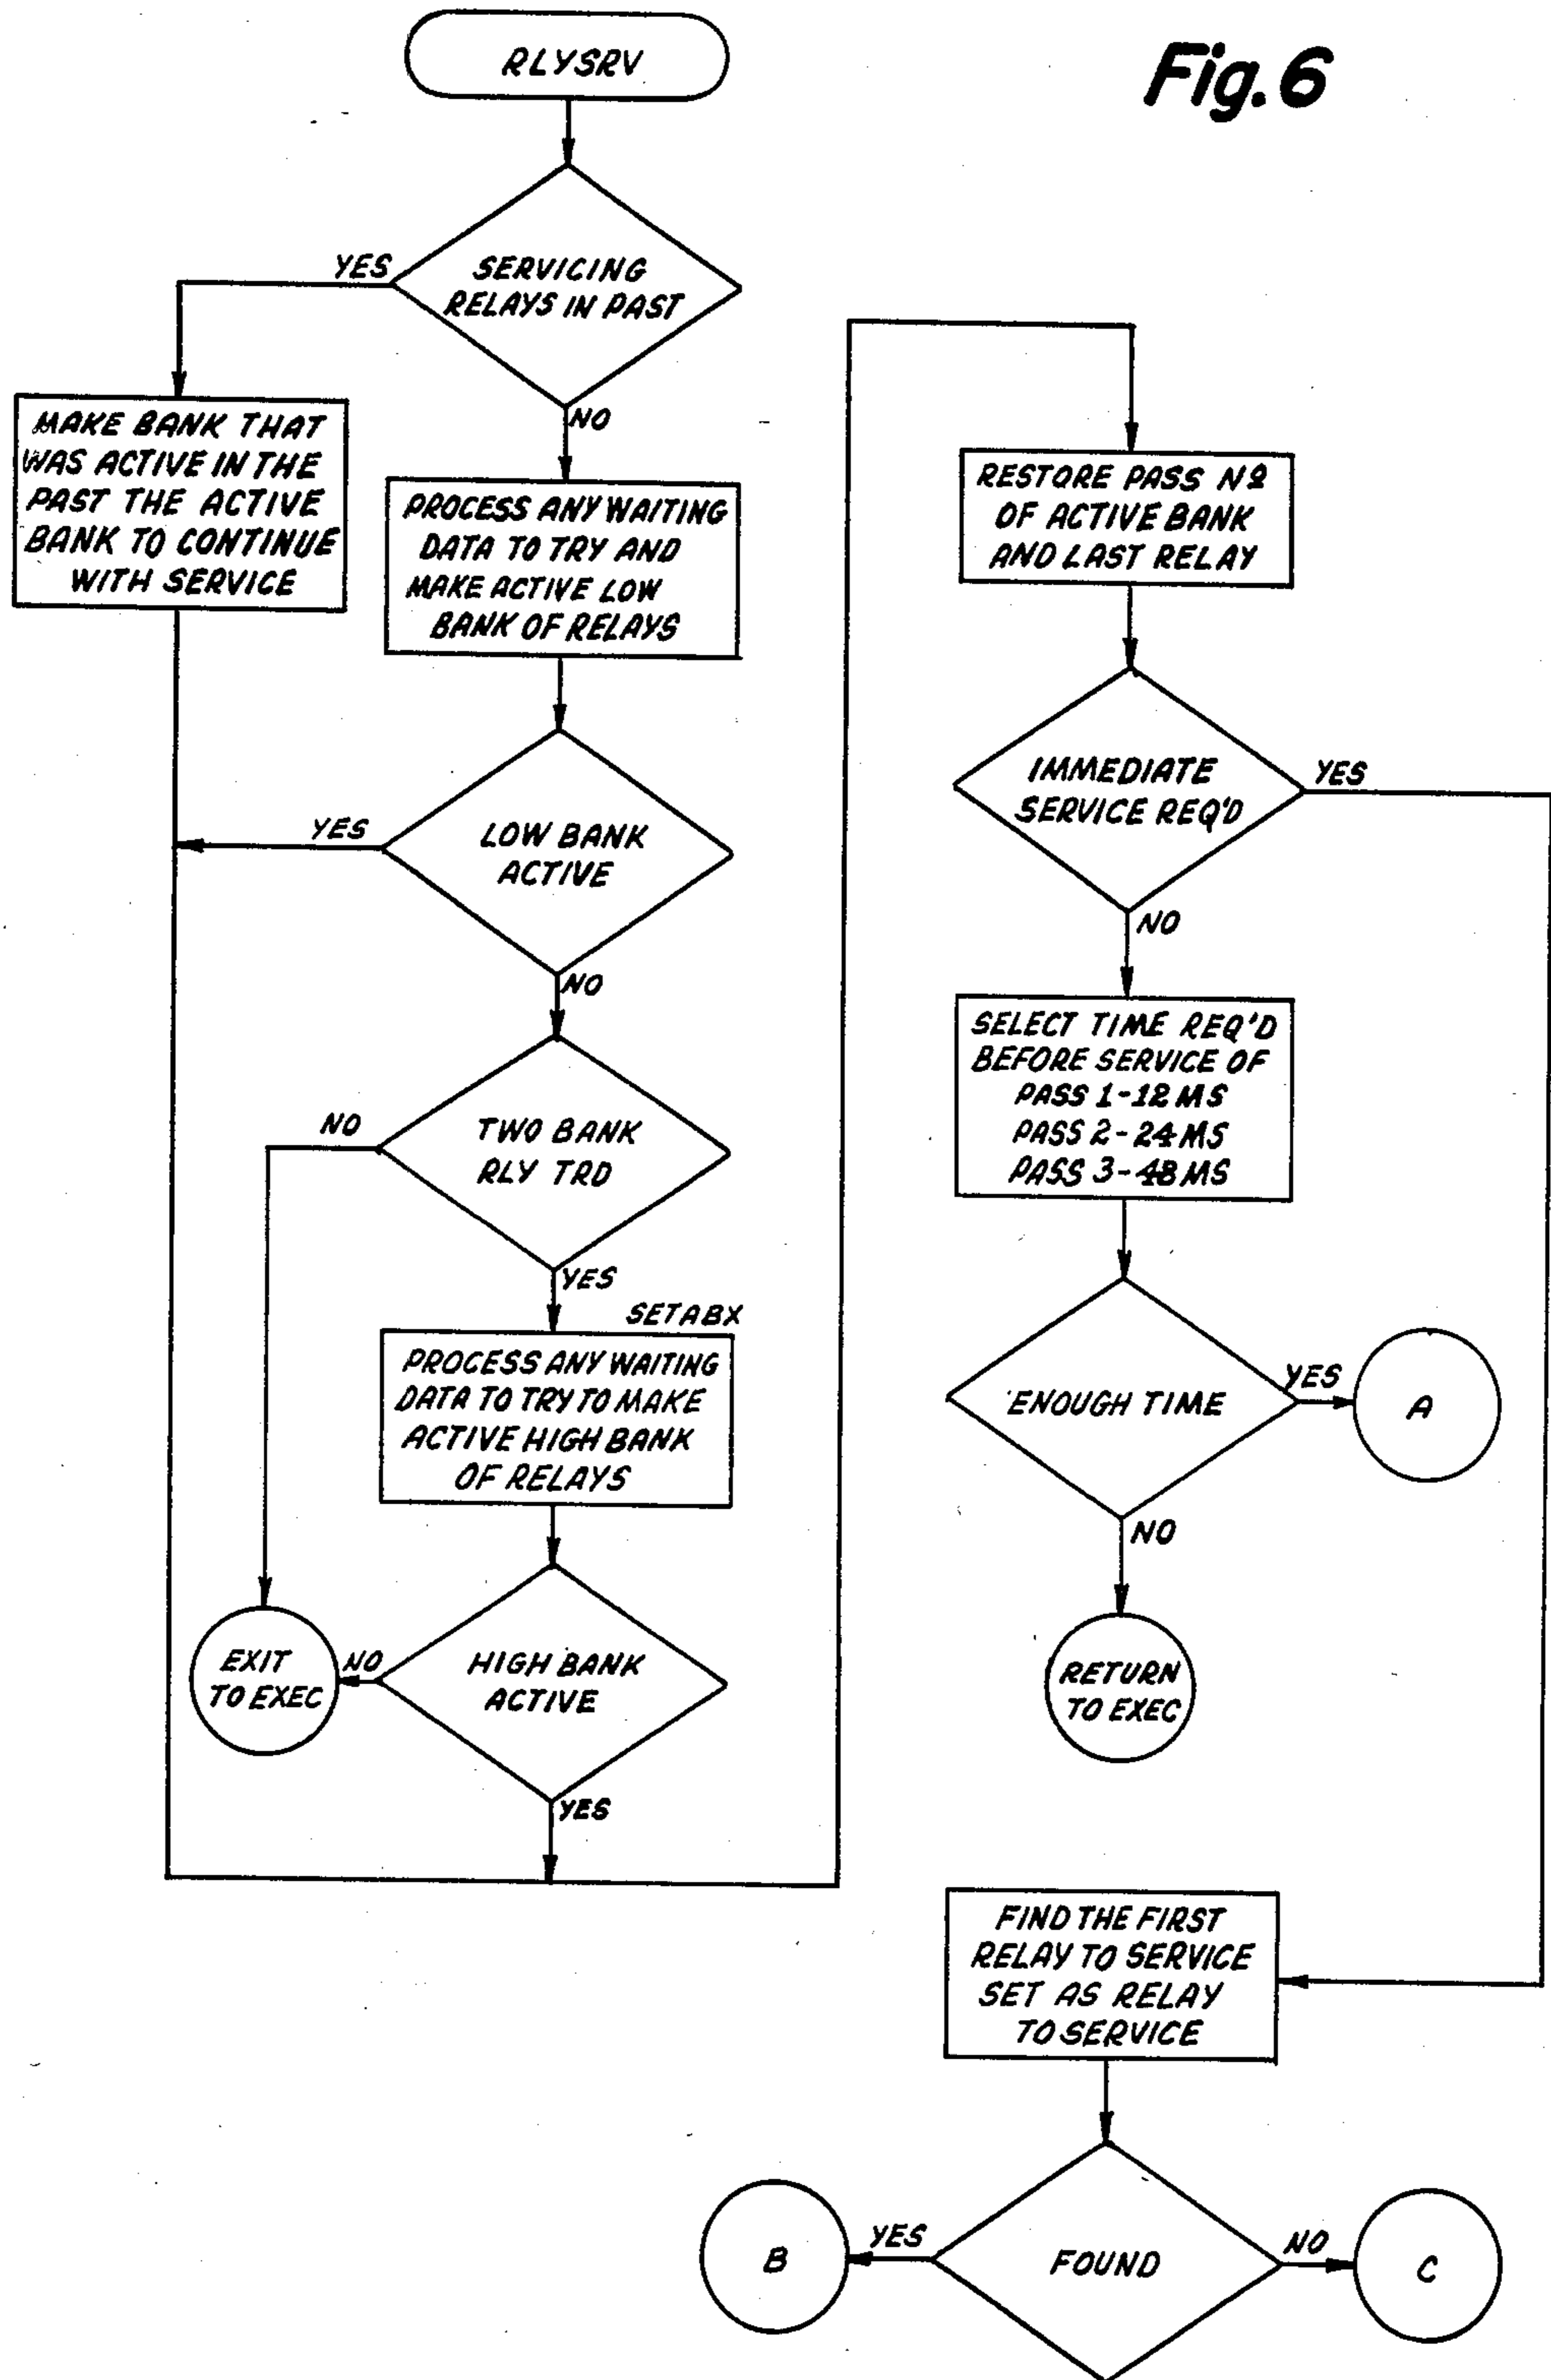 Fig. 6
RLYSRV
SERVICING
RELAYS IN PAST
YES
NO
MAKE BANK THAT
WAS ACTIVE IN THE
PAST THE ACTIVE
BANK TO CONTINUE
WITH SERVICE
PROCESS ANY WAITING
DATA TO TRY AND
MAKE ACTIVE LOW
BANK OF RELAYS
LOW BANK
ACTIVE
YES
NO
TWO BANK
RLY TRD
NO
YES
SETABX
PROCESS ANY WAITING
DATA TO TRY TO MAKE
ACTIVE HIGH BANK
OF RELAYS
HIGH BANK
ACTIVE
NO
EXIT
TO EXEC
YES
RESTORE PASS Nº
OF ACTIVE BANK
AND LAST RELAY
IMMEDIATE
SERVICE REQ'D
YES
NO
SELECT TIME REQ'D
BEFORE SERVICE OF
PASS 1-12 MS
PASS 2-24 MS
PASS 3-48 MS
ENOUGH TIME
YES
A
NO
RETURN
TO EXEC
FIND THE FIRST
RELAY TO SERVICE
SET AS RELAY
TO SERVICE
FOUND
YES
B
NO
C